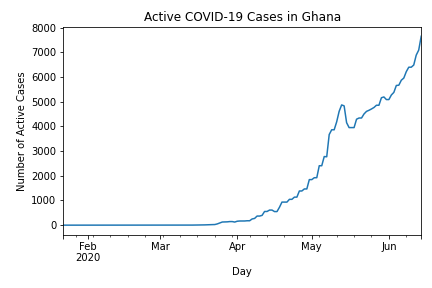 Active COVID-19 Cases in Ghana
8000
7000
6000
5000
4000
3000
2000
1000
0
Number of Active Cases
Feb Mar Apr May Jun
2020
Day